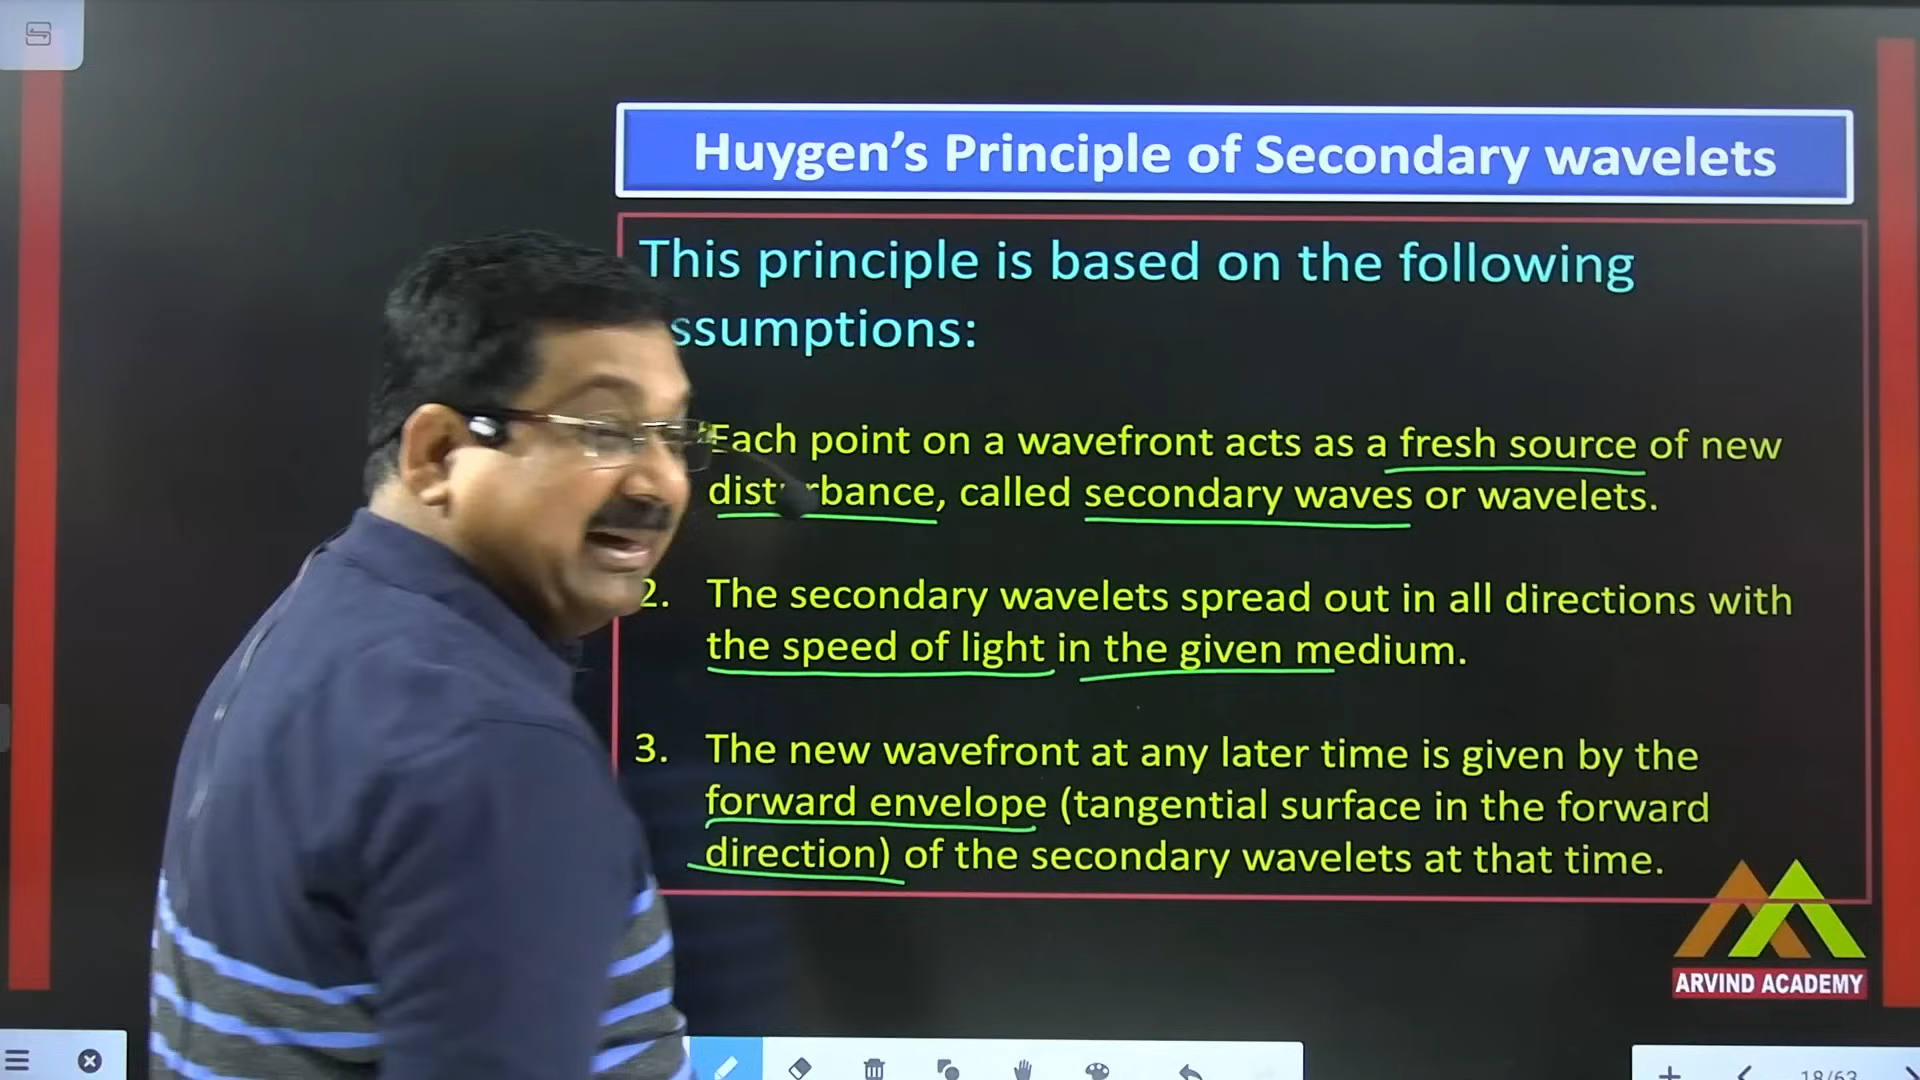 Huygen's Principle of Secondary wavelets
This principle is based on the following
ssumptions:
Each point on a wavefront acts as a fresh source of new
disturbance, called secondary waves or wavelets.
2. The secondary wavelets spread out in all directions with
the speed of light in the given medium.
3. The new wavefront at any later time is given by the
forward envelope (tangential surface in the forward
direction) of the secondary wavelets at that time.
ARVIND ACADEMY
18/63